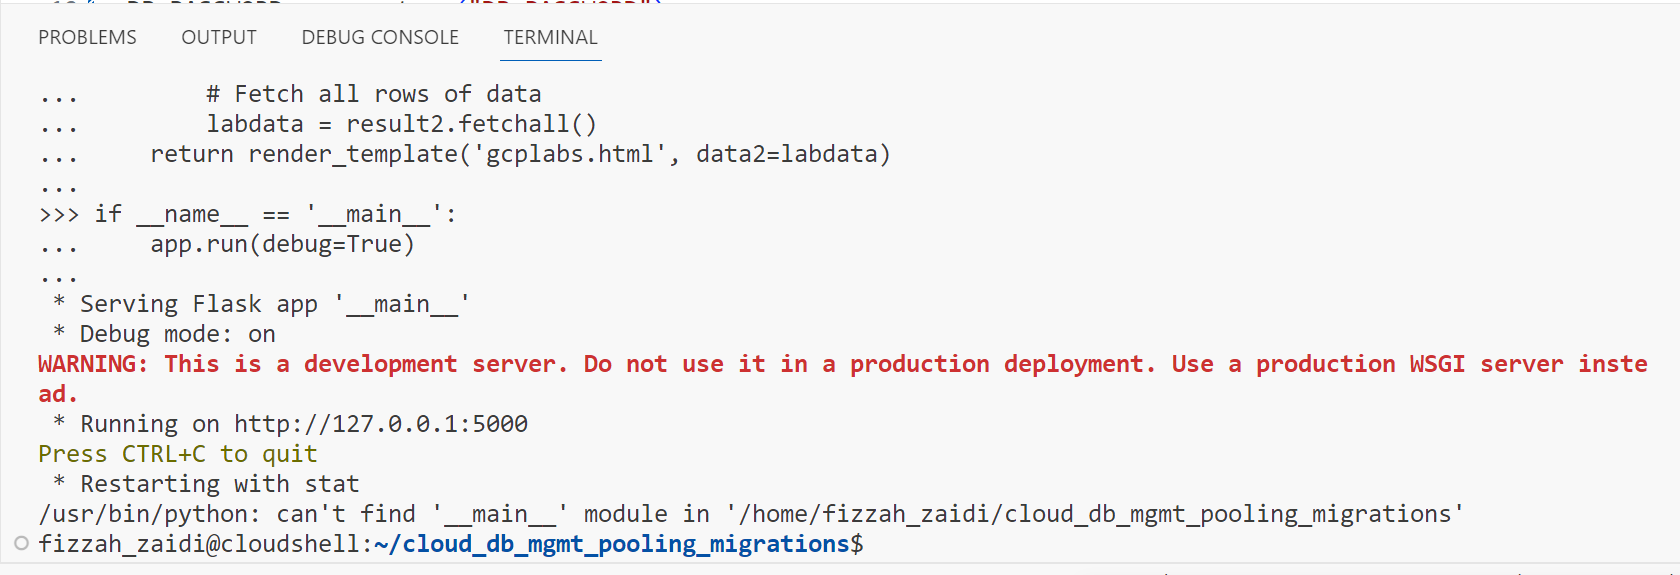 PROBLEMS OUTPUT DEBUG CONSOLE TERMINAL
... # Fetch all rows of data
... labdata = result2.fetchall()
... return render_template('gcplabs.html', data2=labdata)
...
>>> if __name__ == '__main__':
... app.run(debug=True)
...
* Serving Flask app '__main__'
* Debug mode: on
WARNING: This is a development server. Do not use it in a production deployment. Use a production WSGI server inste
ad.
* Running on http://127.0.0.1:5000
Press CTRL+C to quit
* Restarting with stat
/usr/bin/python: can't find '__main__' module in '/home/fizzah_zaidi/cloud_db_mgmt_pooling_migrations'
fizzah_zaidi@cloudshell:~/cloud_db_mgmt_pooling_migrations$